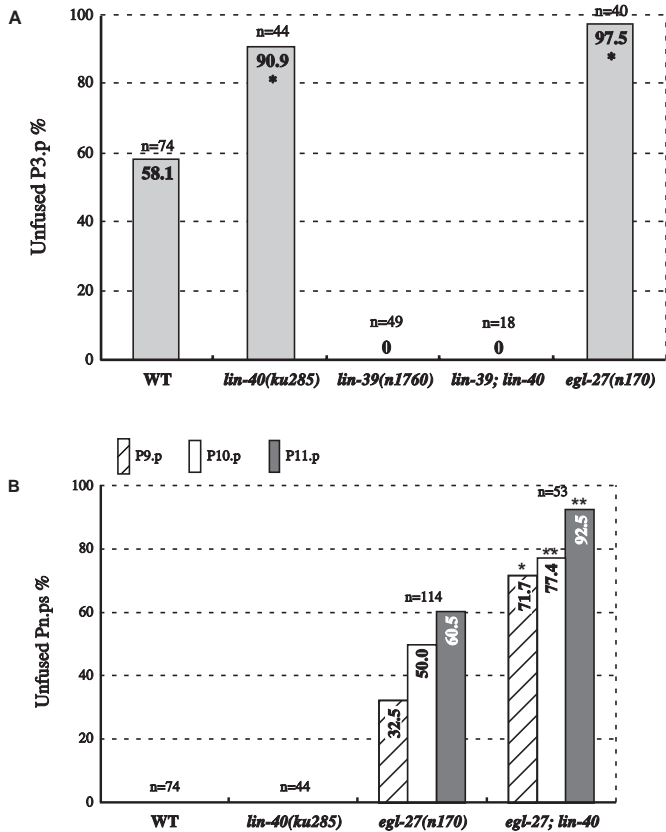 A
Unfused P3.p %
100
80
60
40
20
0
n=74
58.1
n=44
90.9
*
n=49
0
n=18
0
n=40
97.5
*
WT
lin-40(ku285)
lin-39(n1760)
lin-39; lin-40
egl-27(n170)
P9.p
P10.p
P11.p
B
Unfused Pn.ps %
100
80
60
40
20
0
n=74
n=44
n=114
32.5
50.0
60.5
n=53
*
71.7
**
77.4
**
92.5
WT
lin-40(ku285)
egl-27(n170)
egl-27; lin-40